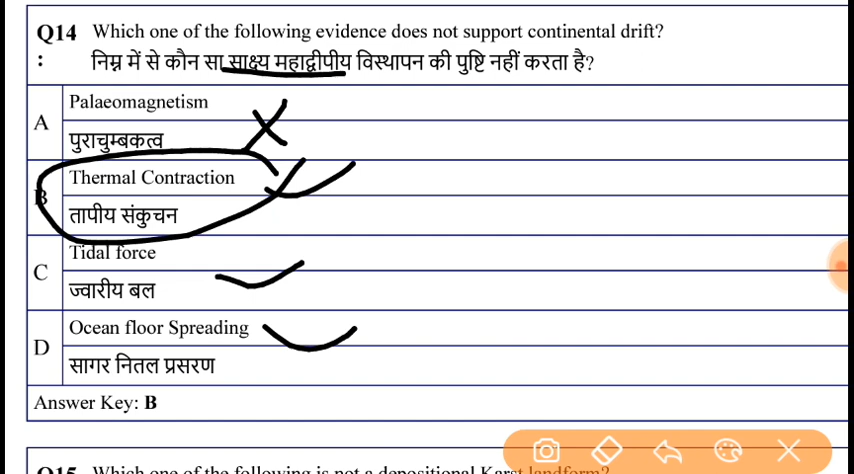 Q14 Which one of the following evidence does not support continental drift?
: निम्न में से कौन सा साक्ष्य महाद्वीपीय विस्थापन की पुष्टि नहीं करता है?
A
Palaeomagnetism
पुराचुम्बकत्व
B
Thermal Contraction
तापीय संकुचन
C
Tidal force
ज्वारीय बल
D
Ocean floor Spreading
सागर नितल प्रसरण
Answer Key: B
Q15 Which one of the following is not a depositional Karst landform?